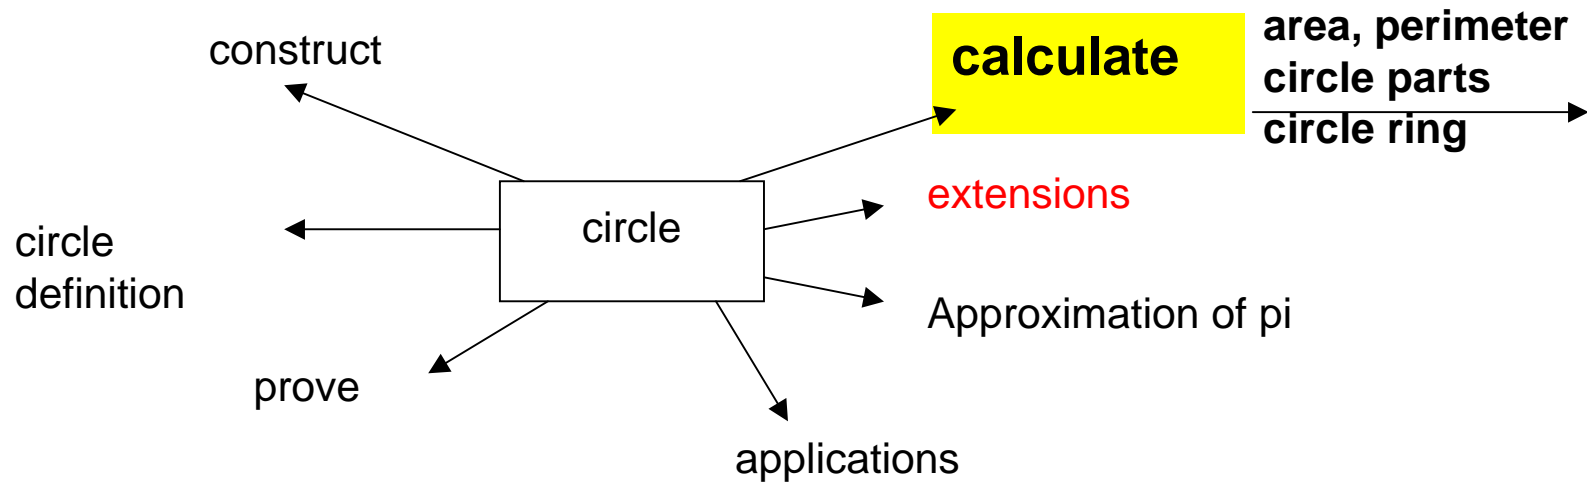 construct
calculate
area, perimeter
circle parts
circle ring
extensions
circle
circle
definition
Approximation of pi
prove
applications